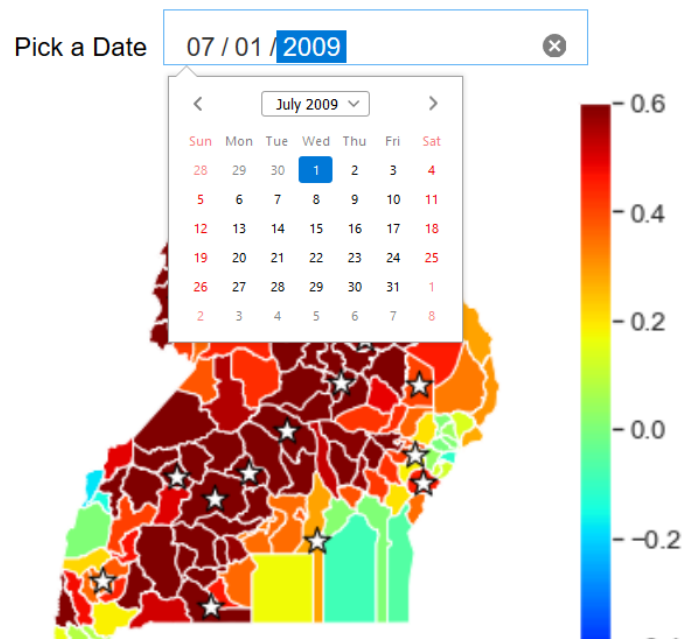 Pick a Date 07 / 01 / 2009
July 2009
Sun Mon Tue Wed Thu Fri Sat
28 29 30 1 2 3 4
5 6 7 8 9 10 11
12 13 14 15 16 17 18
19 20 21 22 23 24 25
26 27 28 29 30 31 1
2 3 4 5 6 7 8
0.6
0.4
0.2
0.0
−0.2